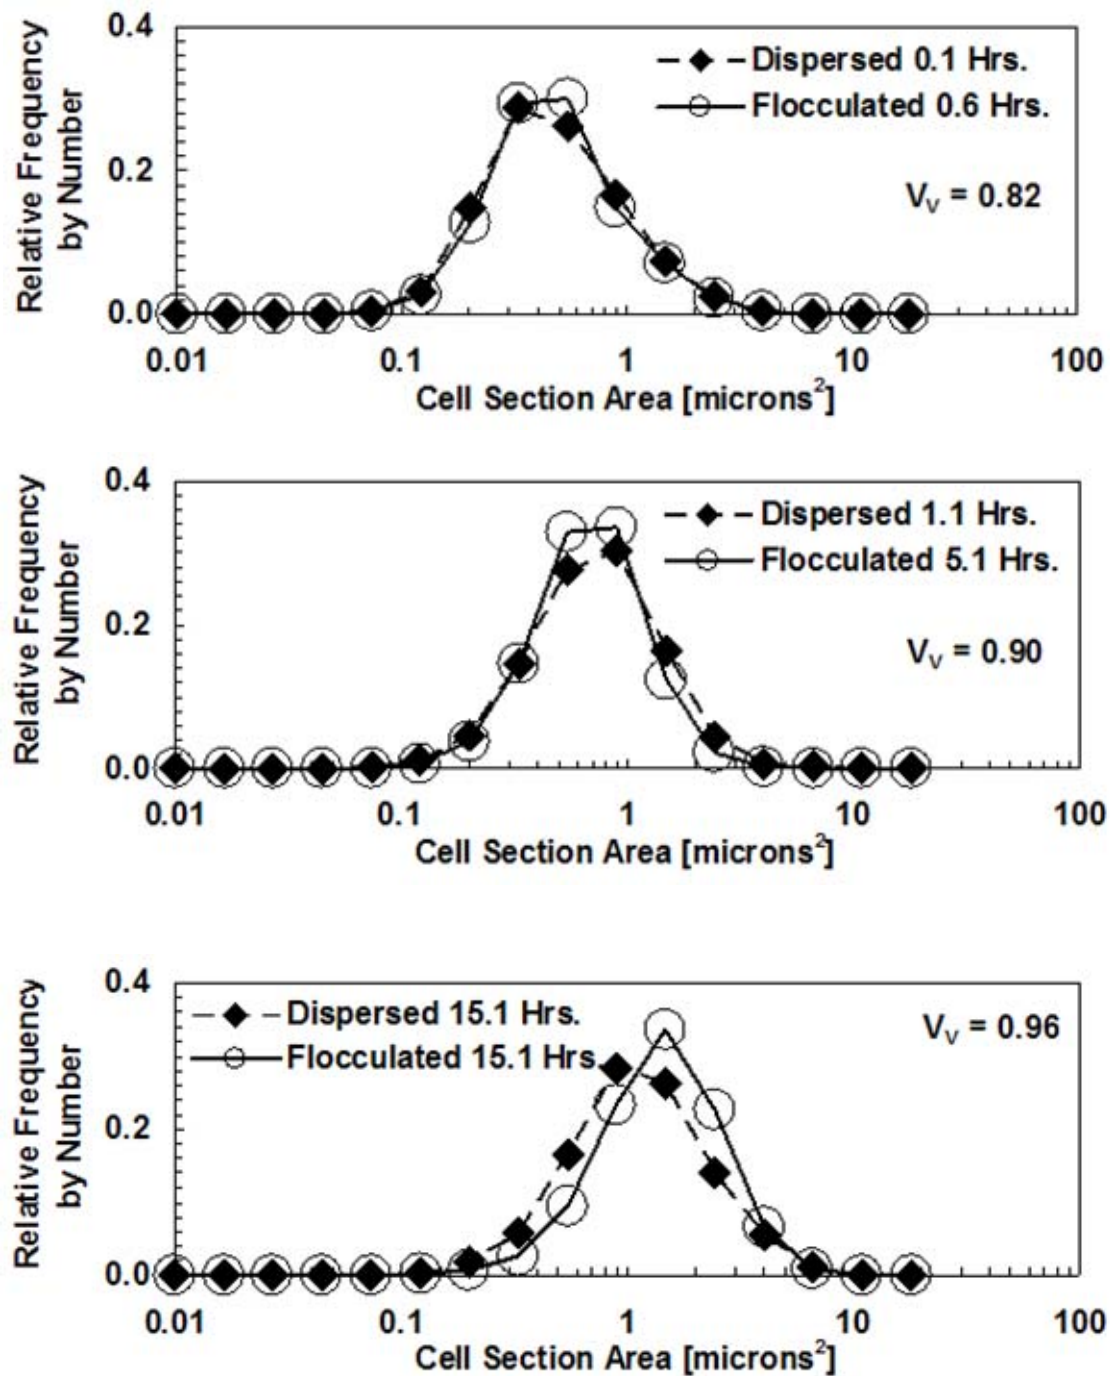 0.4
Dispersed 0.1 Hrs.
Flocculated 0.6 Hrs.
Relative Frequency
by Number
0.2
V_V = 0.82
0.0
0.01 0.1 1 10 100
Cell Section Area [microns²]
0.4
Dispersed 1.1 Hrs.
Flocculated 5.1 Hrs.
Relative Frequency
by Number
0.2
V_V = 0.90
0.0
0.01 0.1 1 10 100
Cell Section Area [microns²]
0.4
Dispersed 15.1 Hrs.
Flocculated 15.1 Hrs.
V_V = 0.96
Relative Frequency
by Number
0.2
0.0
0.01 0.1 1 10 100
Cell Section Area [microns²]